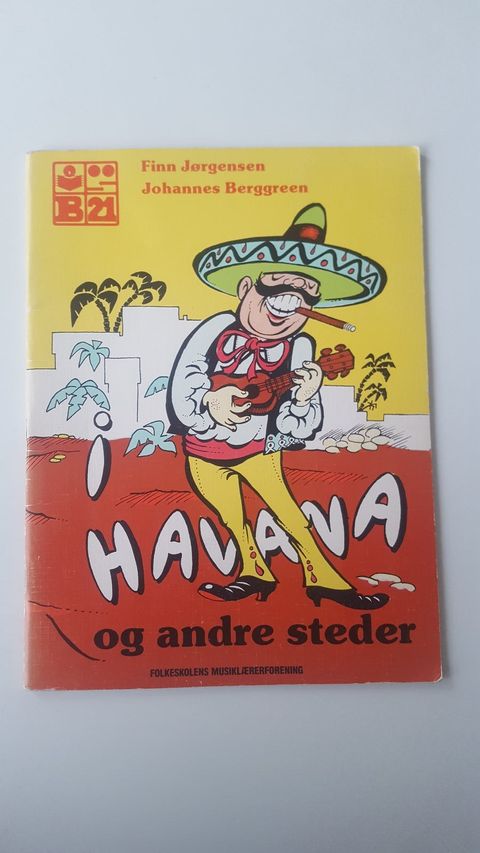 B21
Finn Jørgensen
Johannes Berggreen
i
HAVANA
og andre steder
FOLKESKOLENS MUSIKLÆRERFORENING